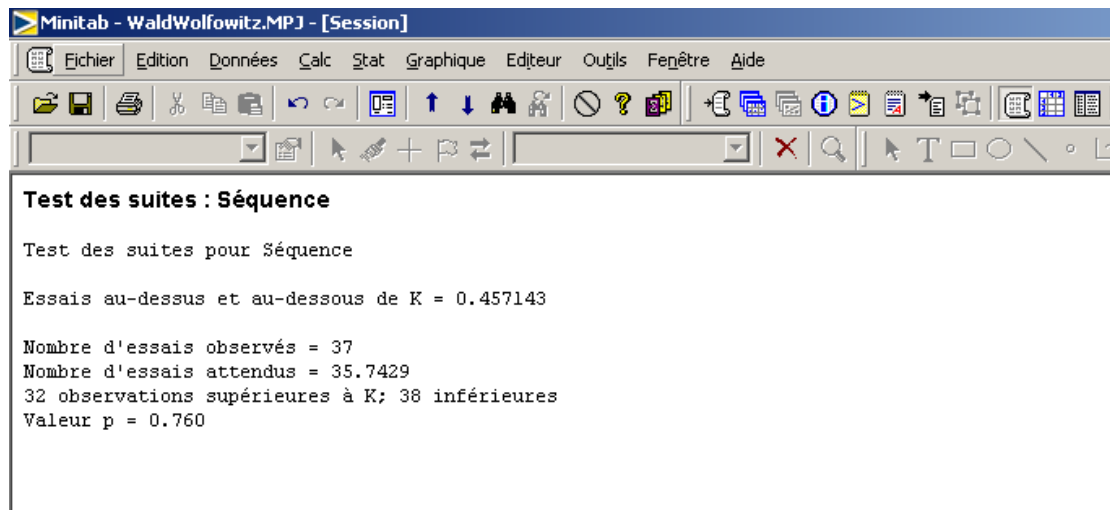 Minitab - WaldWolfowitz.MPJ - [Session]
Fichier Edition Données Calc Stat Graphique Editeur Outils Fenêtre Aide
Test des suites : Séquence
Test des suites pour Séquence
Essais au-dessus et au-dessous de K = 0.457143
Nombre d'essais observés = 37
Nombre d'essais attendus = 35.7429
32 observations supérieures à K; 38 inférieures
Valeur p = 0.760